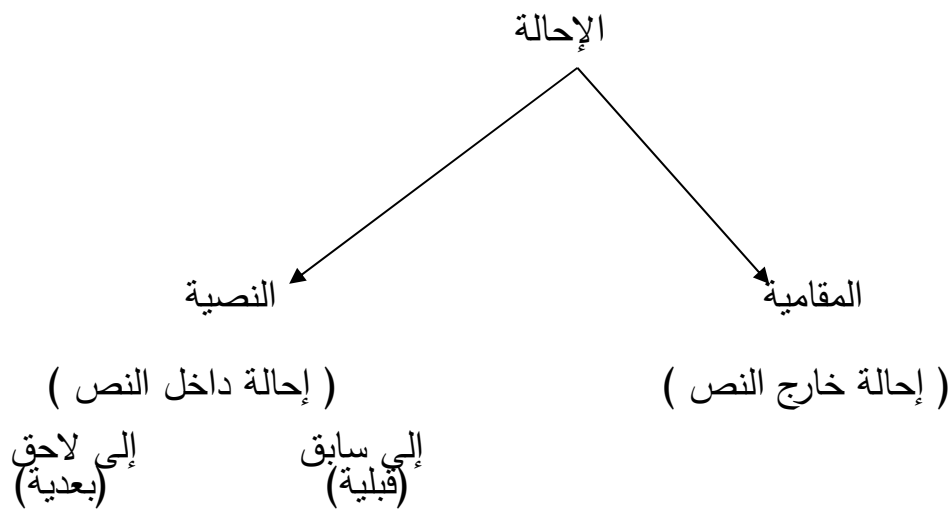 الإحالة
المقامية
النصية
( إحالة خارج النص )
( إحالة داخل النص )
إلى سابق
(قبلية)
إلى لاحق
(بعدية)